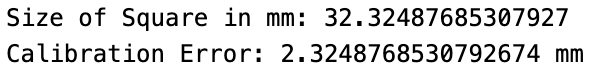 Size of Square in mm: 32.32487685307927
Calibration Error: 2.3248768530792674 mm